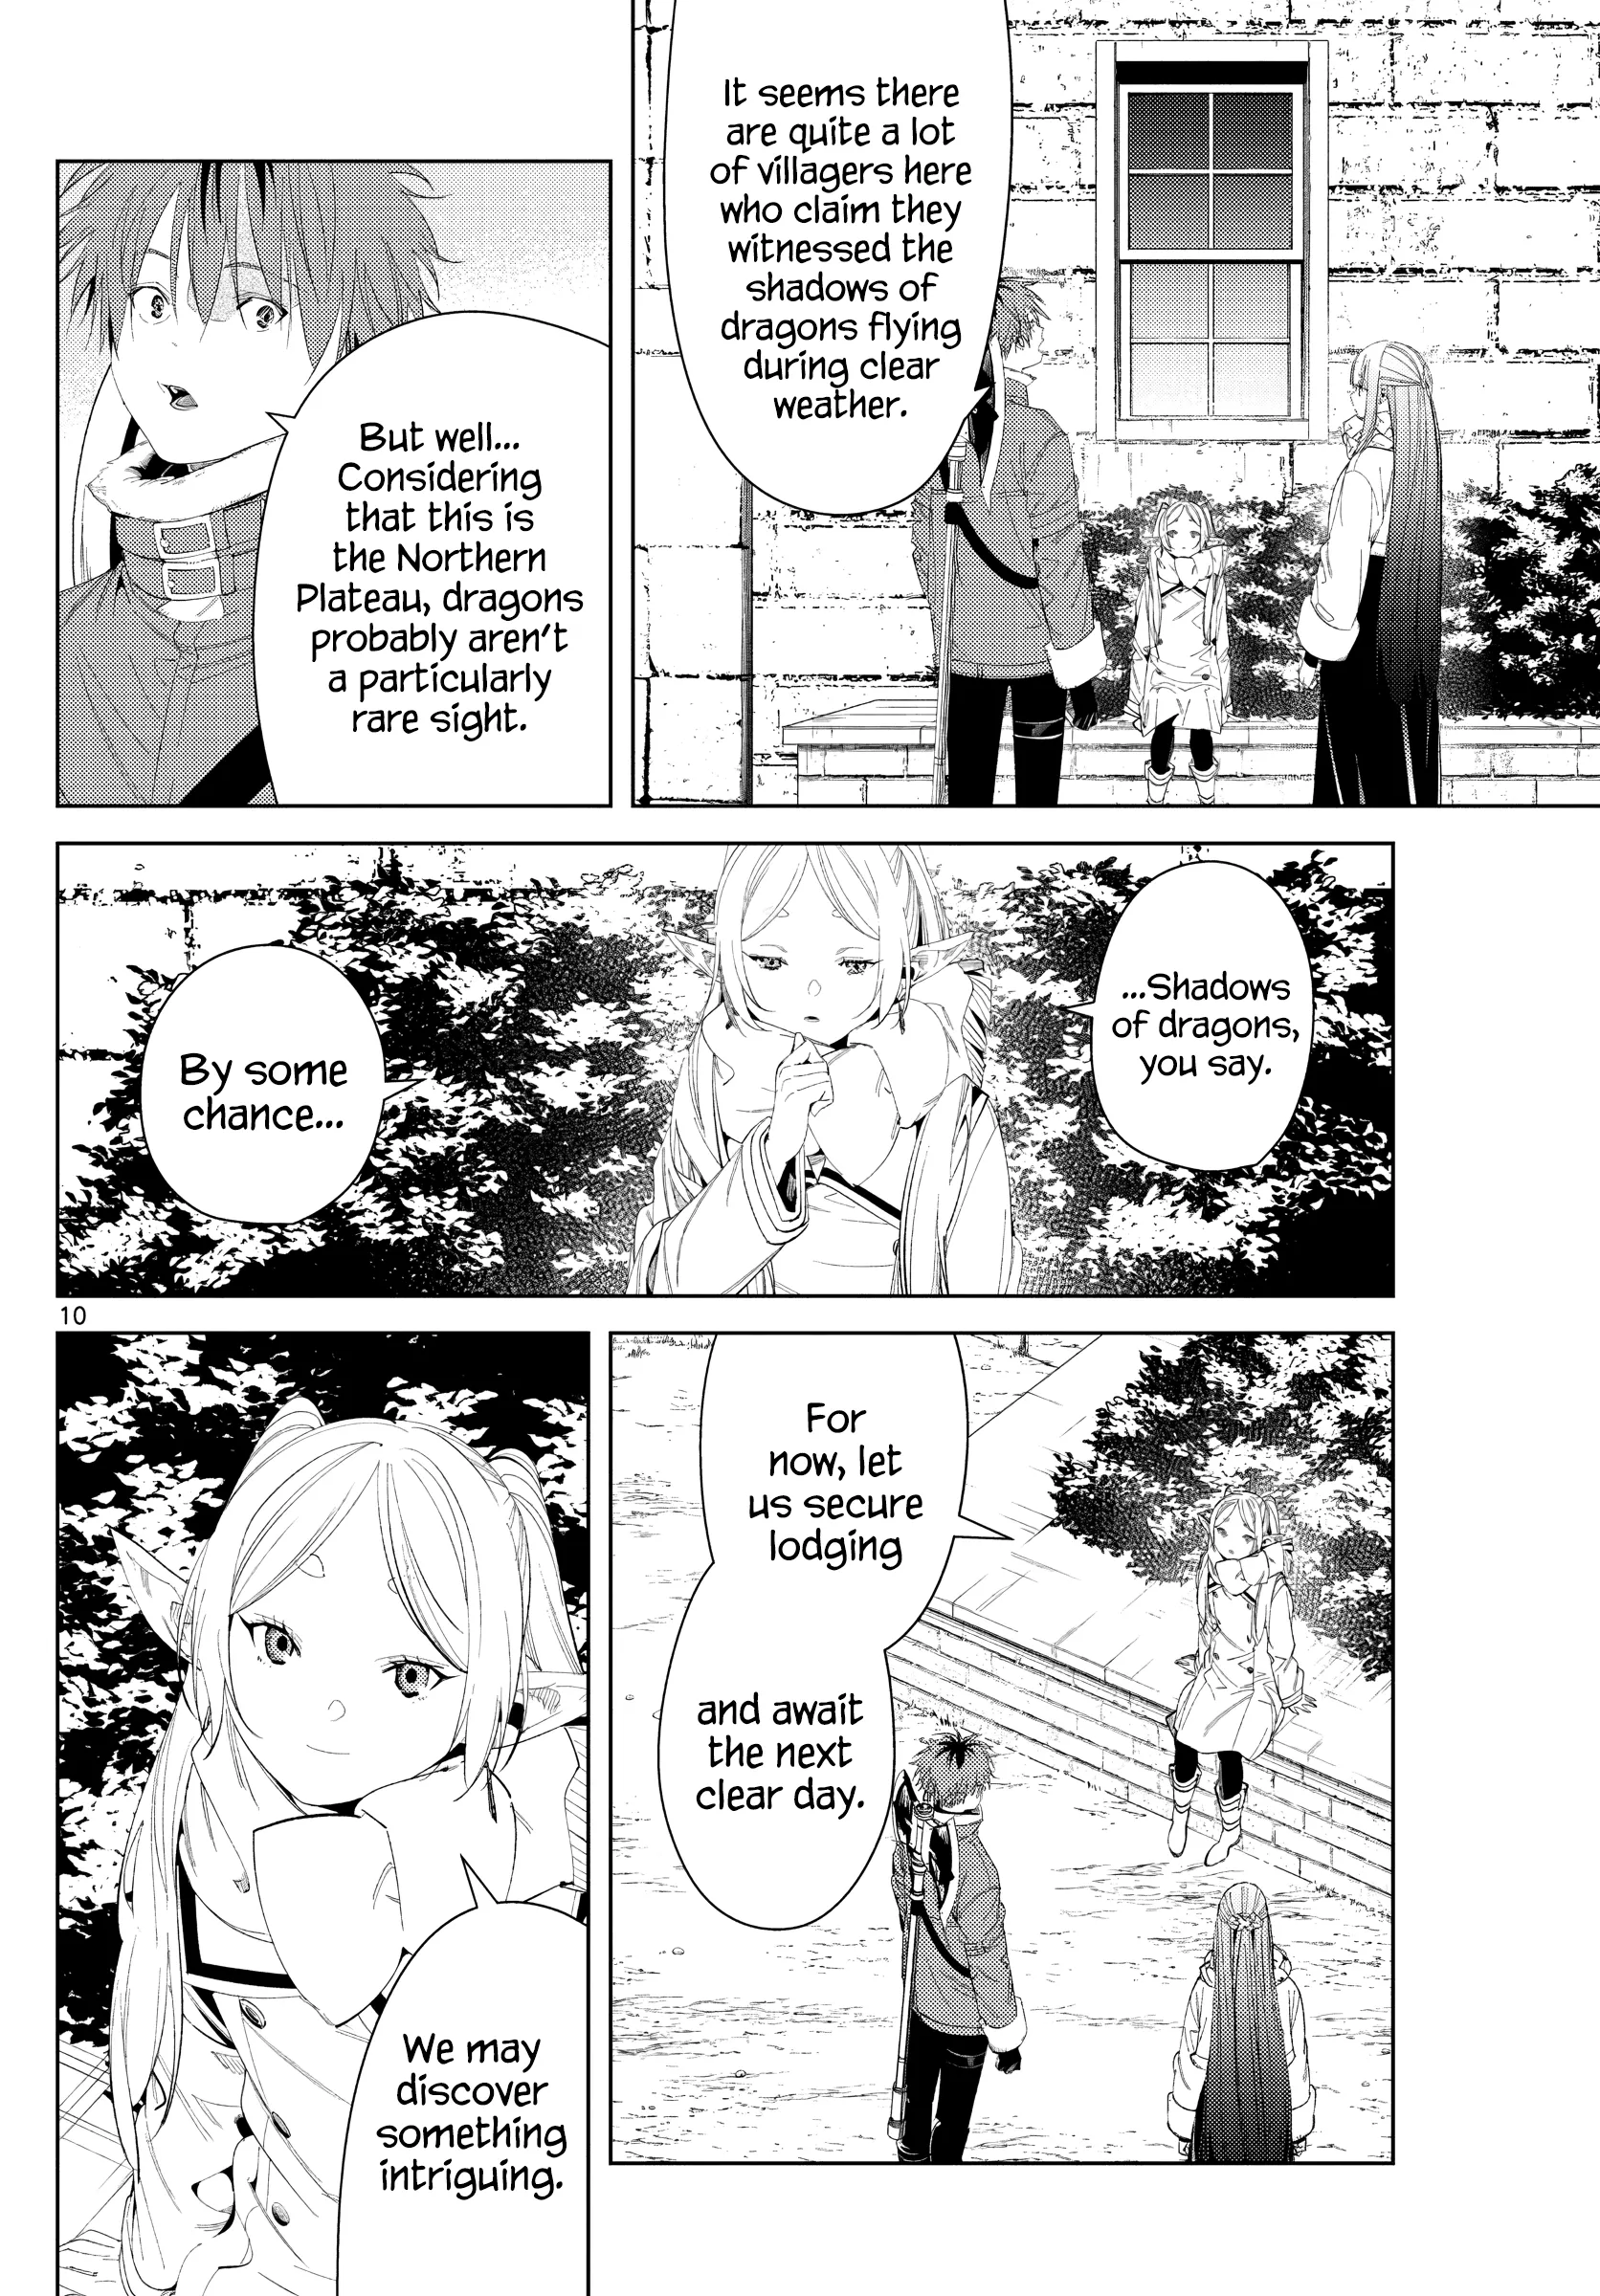 It seems there
are quite a lot
of villagers here
who claim they
witnessed the
shadows of
dragons flying
during clear
weather.
But well...
Considering
that this is
the Northern
Plateau, dragons
probably aren't
a particularly
rare sight.
...Shadows
of dragons,
you say.
By some
chance...
10
For
now, let
us secure
lodging
and await
the next
clear day.
We may
discover
something
intriguing.